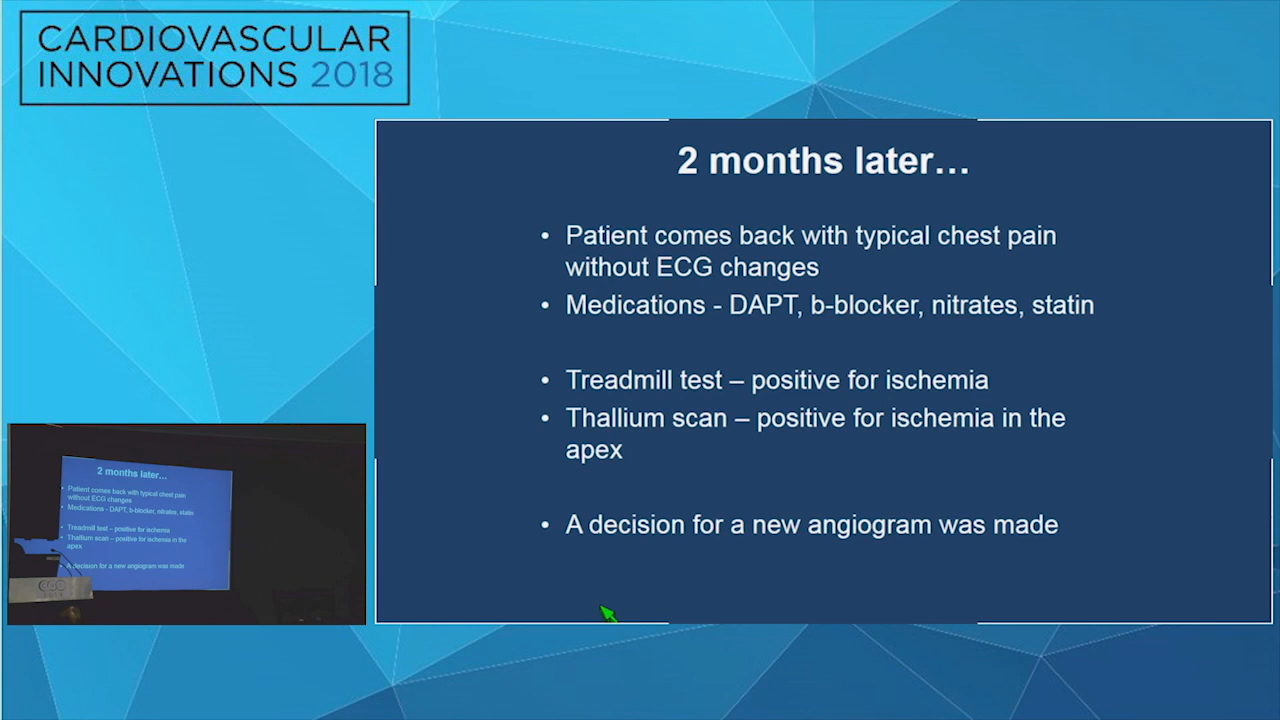 CARDIOVASCULAR
INNOVATIONS 2018
2 months later…
• Patient comes back with typical chest pain
without ECG changes
• Medications - DAPT, b-blocker, nitrates, statin
• Treadmill test – positive for ischemia
• Thallium scan – positive for ischemia in the
apex
• A decision for a new angiogram was made
2 months later…
• Patient comes back with typical chest pain
without ECG changes
• Medications - DAPT, b-blocker, nitrates, statin
• Treadmill test – positive for ischemia
• Thallium scan – positive for ischemia in the
apex
• A decision for a new angiogram was made